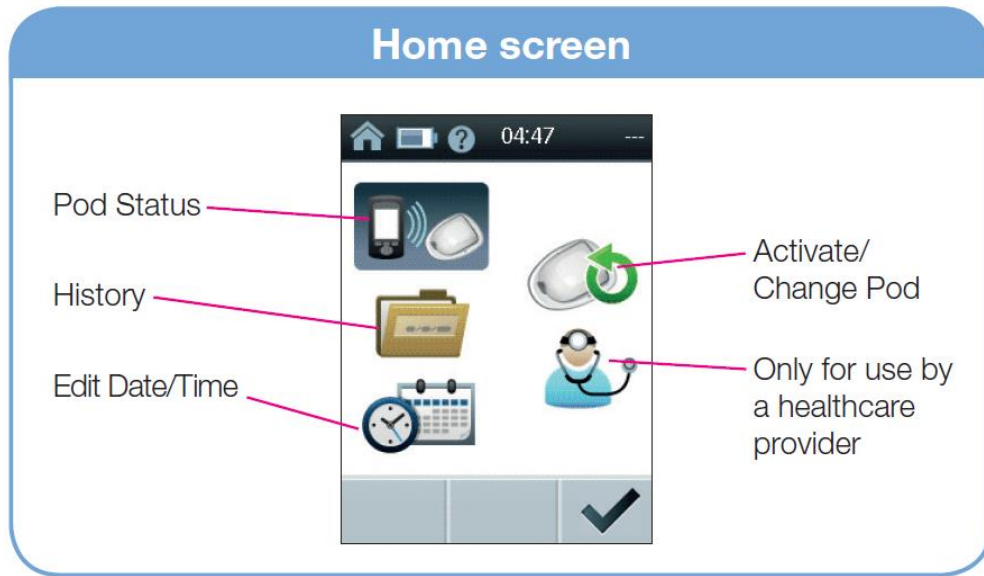 Home screen
04:47 ---
Pod Status
History
Edit Date/Time
Activate/
Change Pod
Only for use by
a healthcare
provider